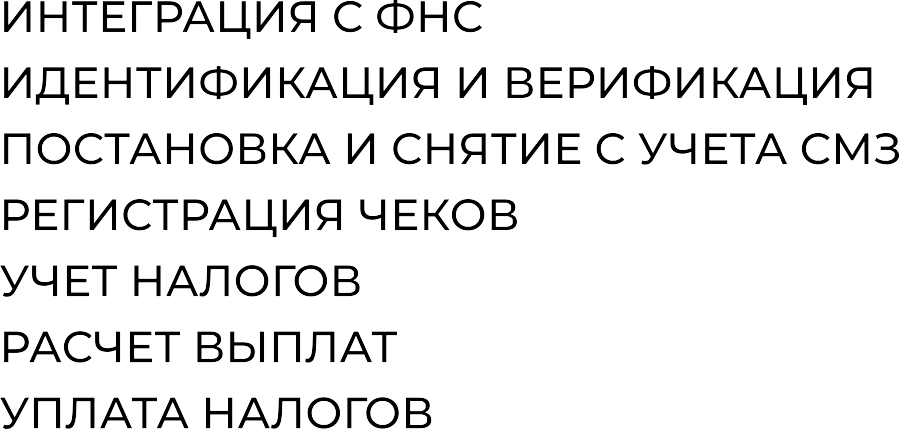 ИНТЕГРАЦИЯ С ФНС
ИДЕНТИФИКАЦИЯ И ВЕРИФИКАЦИЯ
ПОСТАНОВКА И СНЯТИЕ С УЧЕТА СМЗ
РЕГИСТРАЦИЯ ЧЕКОВ
УЧЕТ НАЛОГОВ
РАСЧЕТ ВЫПЛАТ
УПЛАТА НАЛОГОВ